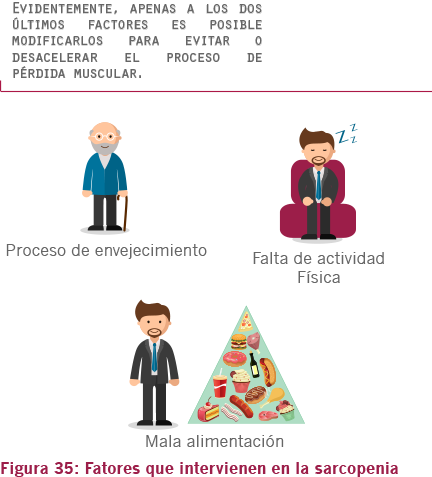 Evidentemente, apenas a los dos
últimos factores es posible
modificarlos para evitar o
desacelerar el proceso de
pérdida muscular.
z z
z z
Proceso de envejecimiento
Falta de actividad
Física
Mala alimentación
Figura 35: Fatores que intervienen en la sarcopenia